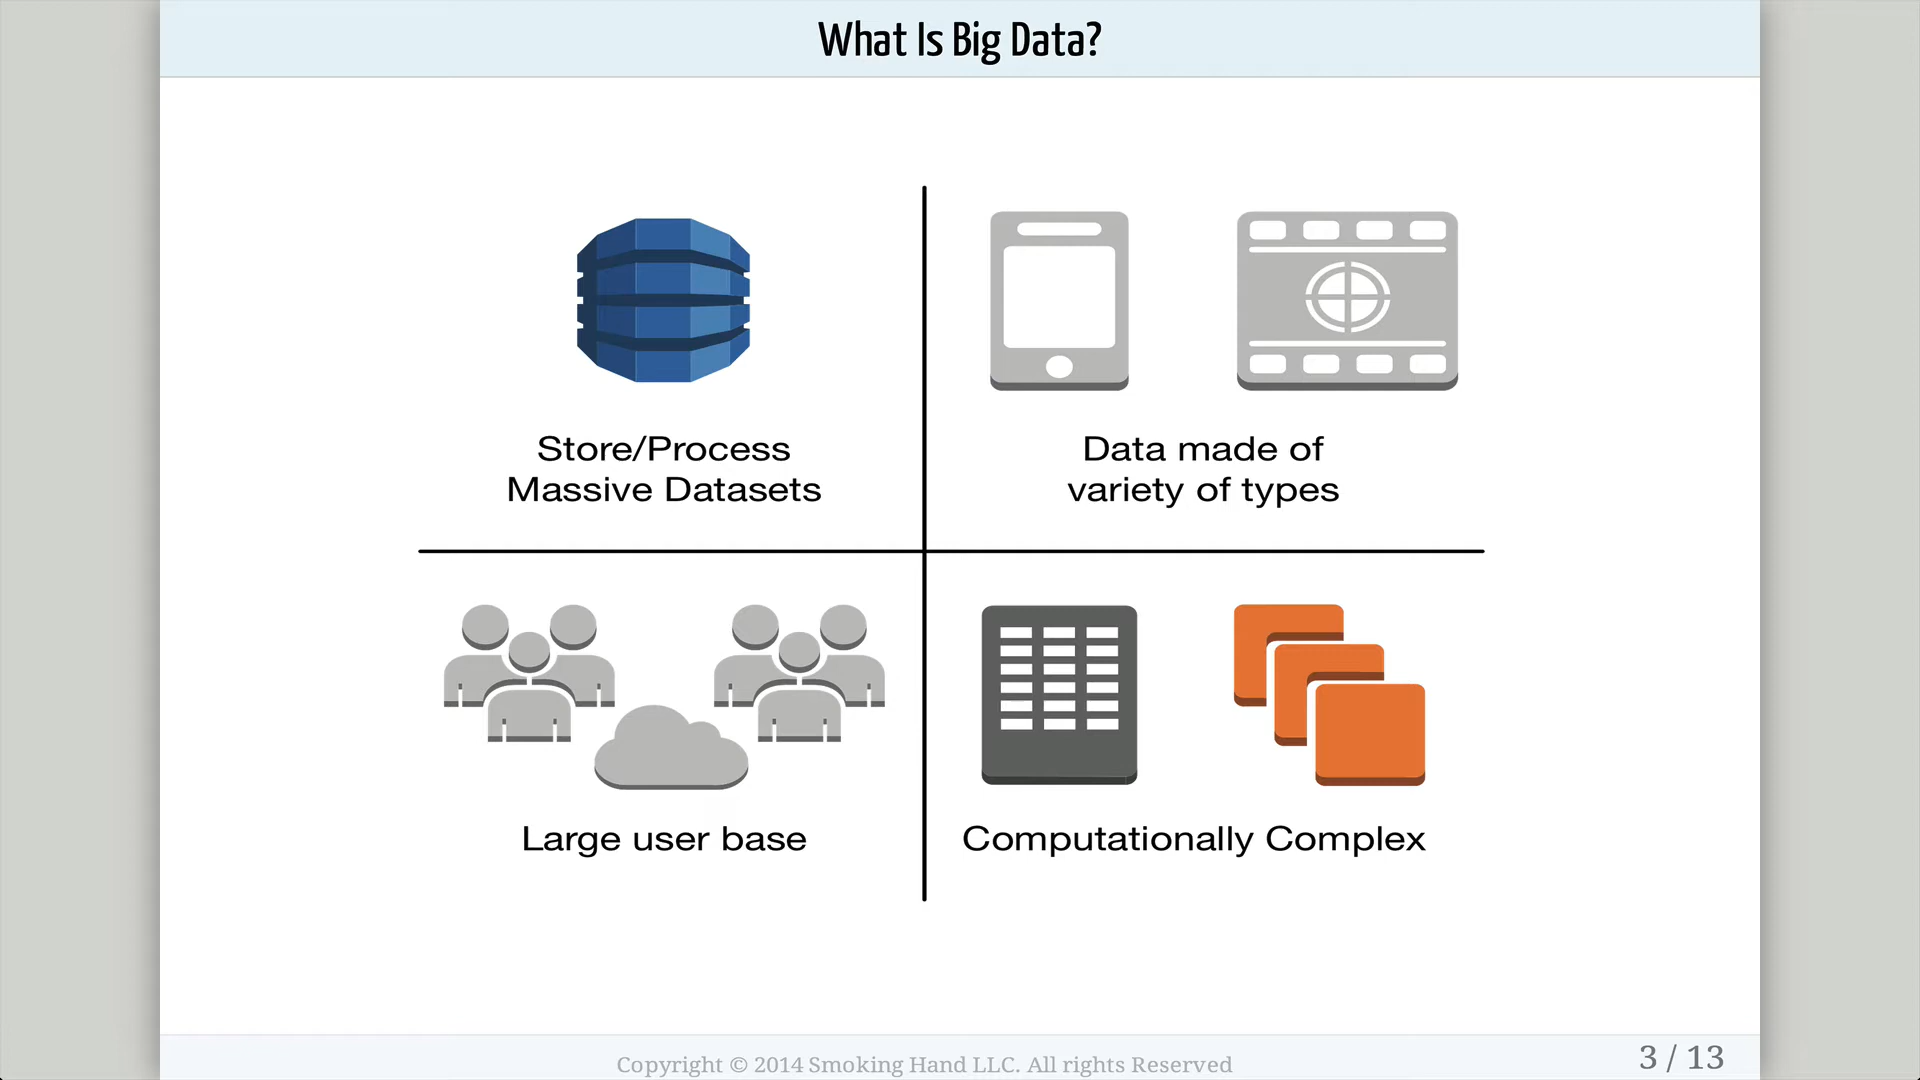 What Is Big Data?
Store/Process
Massive Datasets
Data made of
variety of types
Large user base
Computationally Complex
Copyright © 2014 Smoking Hand LLC. All rights Reserved
3 / 13